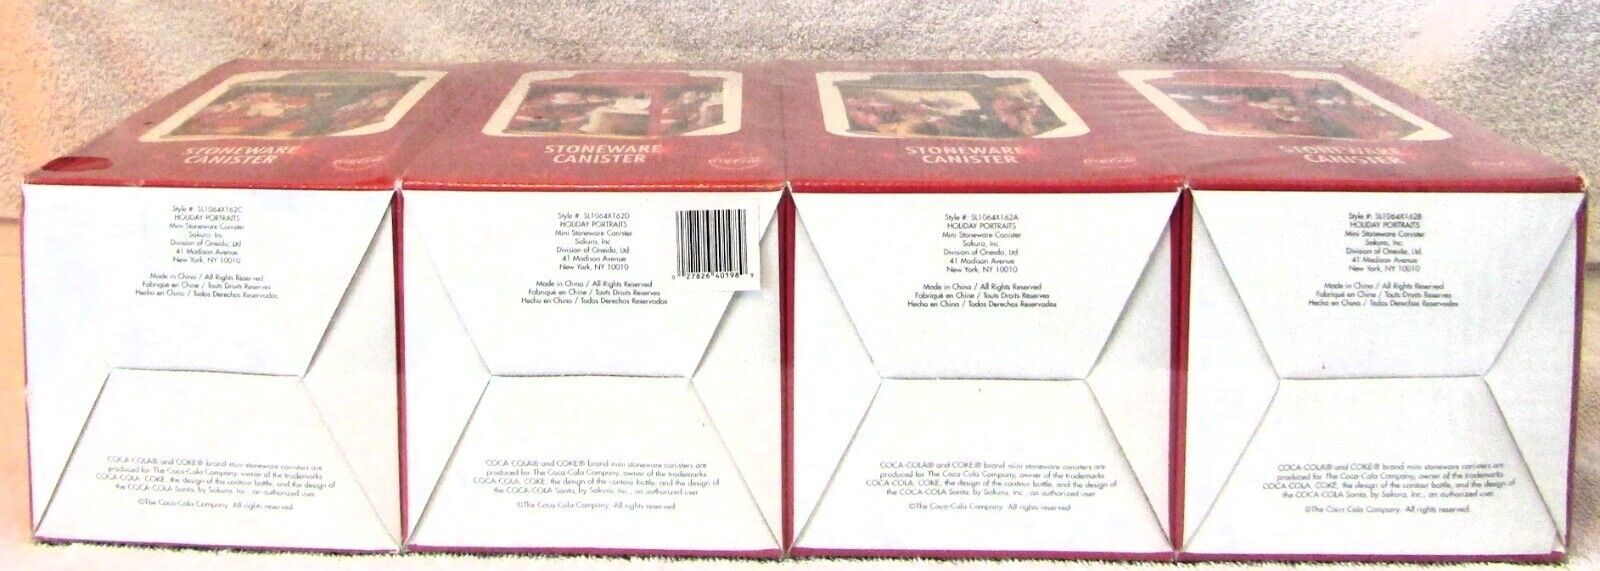 STONEWARE
CANISTER
STONEWARE
CANISTER
STONEWARE
CANISTER
STONEWARE
CANISTER
Style #: SL1064X162C
HOLIDAY PORTRAITS
Mini Stoneware Canister
Sakura, Inc
Division of Oneida, Ltd
41 Madison Avenue
New York, NY 10010
Made in China / All Rights Reserved
Fabriqué en Chine / Touts Droits Reserves
Hecho en China / Todos Derechos Reservados
COCA-COLA® and COKE® brand mini stoneware canisters are
produced for The Coca-Cola Company, owner of the trademarks
COCA-COLA, COKE, the design of the contour bottle, and the design of
the COCA-COLA Santa, by Sakura, Inc., an authorized user.
©The Coca-Cola Company. All rights reserved
Style #: SL1064X162D
HOLIDAY PORTRAITS
Mini Stoneware Canister
Sakura, Inc
Division of Oneida, Ltd
41 Madison Avenue
New York, NY 10010
0 27826 40198 9
Made in China / All Rights Reserved
Fabriqué en Chine / Touts Droits Reserves
Hecho en China / Todos Derechos Reservados
COCA-COLA® and COKE® brand mini stoneware canisters are
produced for The Coca-Cola Company, owner of the trademarks
COCA-COLA, COKE, the design of the contour bottle, and the design of
the COCA-COLA Santa, by Sakura, Inc., an authorized user
©The Coca-Cola Company. All rights reserved
Style #: SL1064X162A
HOLIDAY PORTRAITS
Mini Stoneware Canister
Sakura, Inc
Division of Oneida, Ltd.
41 Madison Avenue
New York, NY 10010
Made in China / All Rights Reserved
Fabriqué en Chine / Touts Droits Reserves
Hecho en China / Todos Derechos Reservados
COCA-COLA® and COKE® brand mini stoneware canisters are
produced for The Coca-Cola Company, owner of the trademarks
COCA-COLA, COKE, the design of the contour bottle, and the design of
the COCA-COLA Santa, by Sakura, Inc., an authorized user
©The Coca-Cola Company. All rights reserved
Style #: SL1064X162B
HOLIDAY PORTRAITS
Mini Stoneware Canister
Sakura, Inc.
Division of Oneida, Ltd.
41 Madison Avenue
New York, NY 10010
Made in China / All Rights Reserved
Fabriqué en Chine / Touts Droits Reserves
Hecho en China / Todos Derechos Reservados
COCA-COLA® and COKE® brand mini stoneware canisters are
produced for The Coca-Cola Company, owner of the trademarks
COCA-COLA, COKE, the design of the contour bottle, and the design of
the COCA-COLA Santa, by Sakura, Inc., an authorized user
©The Coca-Cola Company. All rights reserved.